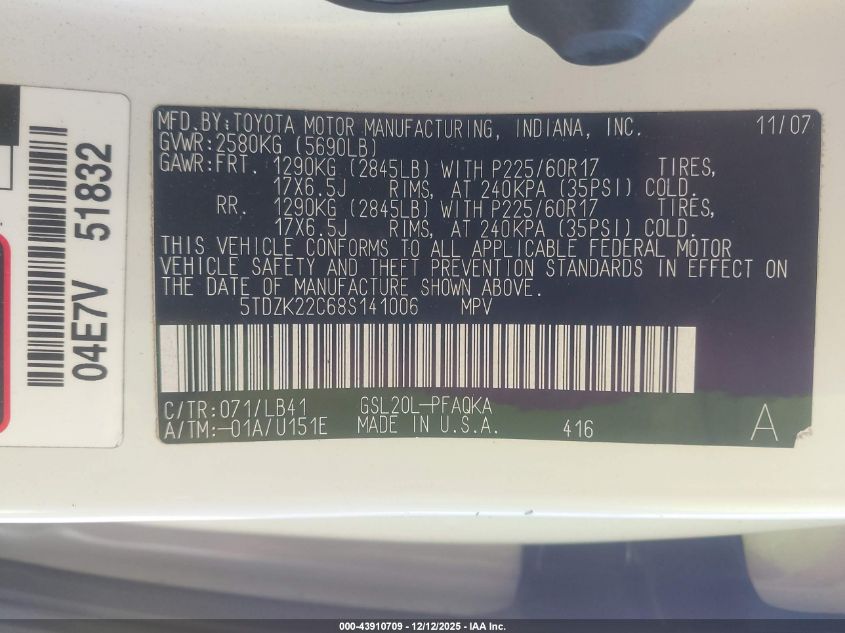 04E7V 51832
MFD.BY:TOYOTA MOTOR MANUFACTURING, INDIANA, INC. 11/07
GVWR:2580KG (5690LB)
GAWR:FRT. 1290KG (2845LB) WITH P225/60R17 TIRES,
17X6.5J RIMS, AT 240KPA (35PSI) COLD.
RR. 1290KG (2845LB) WITH P225/60R17 TIRES,
17X6.5J RIMS, AT 240KPA (35PSI) COLD.
THIS VEHICLE CONFORMS TO ALL APPLICABLE FEDERAL MOTOR
VEHICLE SAFETY AND THEFT PREVENTION STANDARDS IN EFFECT ON
THE DATE OF MANUFACTURE SHOWN ABOVE.
5TDZK22C68S141006 MPV
C/TR:071/LB41 GSL20L-PFAQKA
A/TM:-01A/U151E MADE IN U.S.A. 416 A
000-43910709 - 12/12/2025 - IAA Inc.